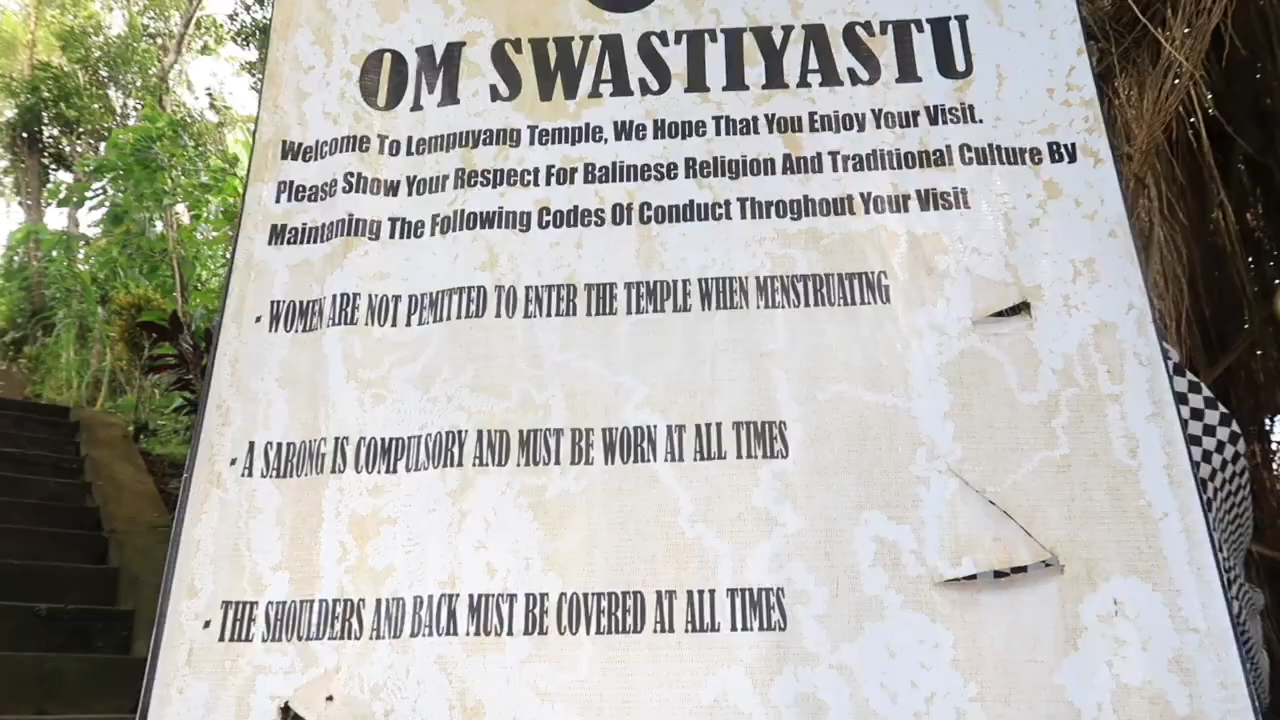 OM SWASTIYASTU
Welcome To Lempuyang Temple, We Hope That You Enjoy Your Visit.
Please Show Your Respect For Balinese Religion And Traditional Culture By
Maintaning The Following Codes Of Conduct Throghout Your Visit
- WOMEN ARE NOT PEMITTED TO ENTER THE TEMPLE WHEN MENSTRUATING
- A SARONG IS COMPULSORY AND MUST BE WORN AT ALL TIMES
- THE SHOULDERS AND BACK MUST BE COVERED AT ALL TIMES